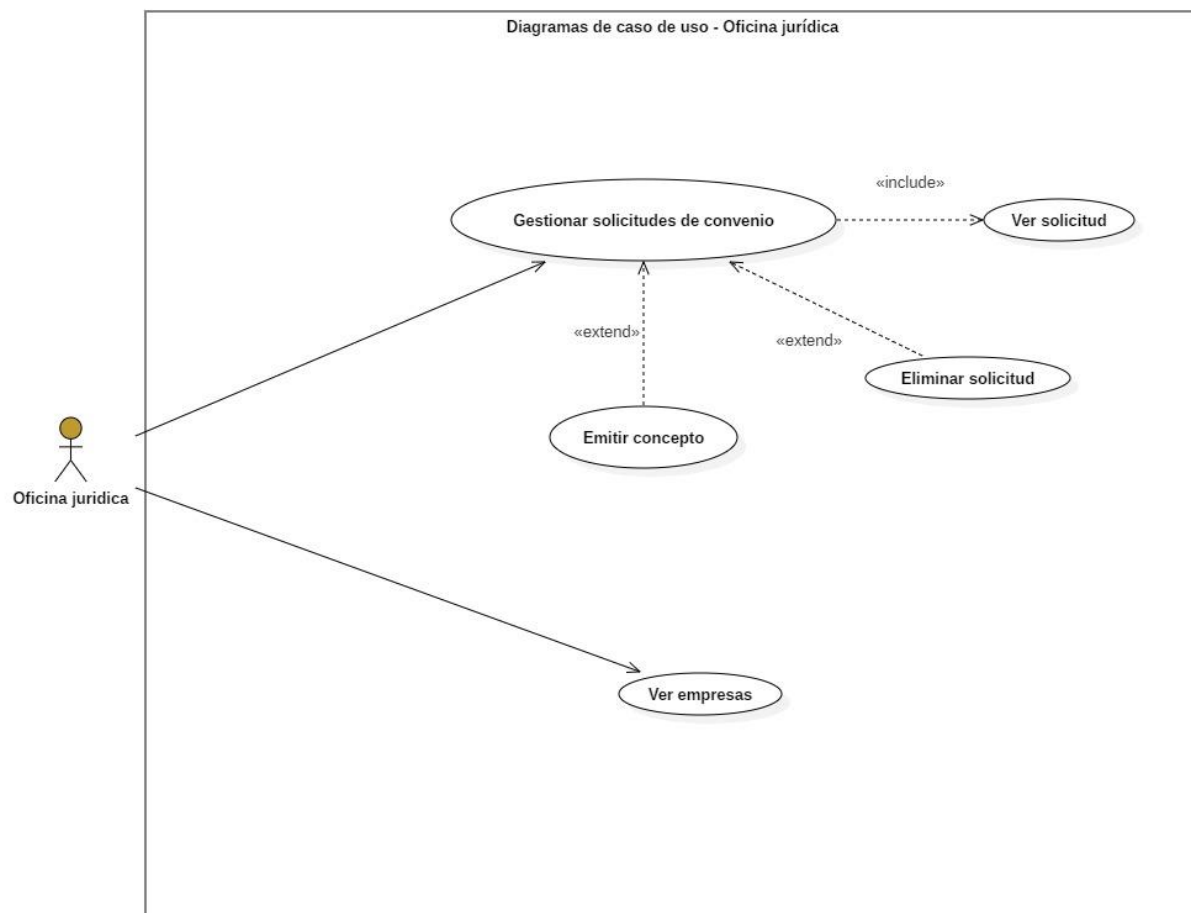 Diagramas de caso de uso - Oficina jurídica
«include»
Gestionar solicitudes de convenio
Ver solicitud
«extend»
«extend»
Eliminar solicitud
Emitir concepto
Oficina juridica
Ver empresas